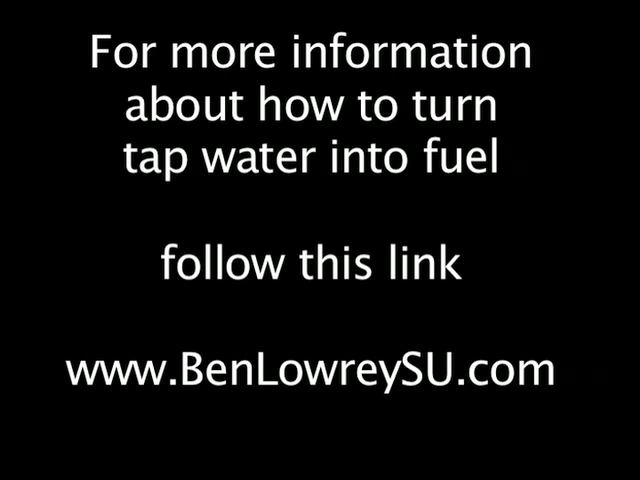 For more information
about how to turn
tap water into fuel
follow this link
www.BenLowreySU.com